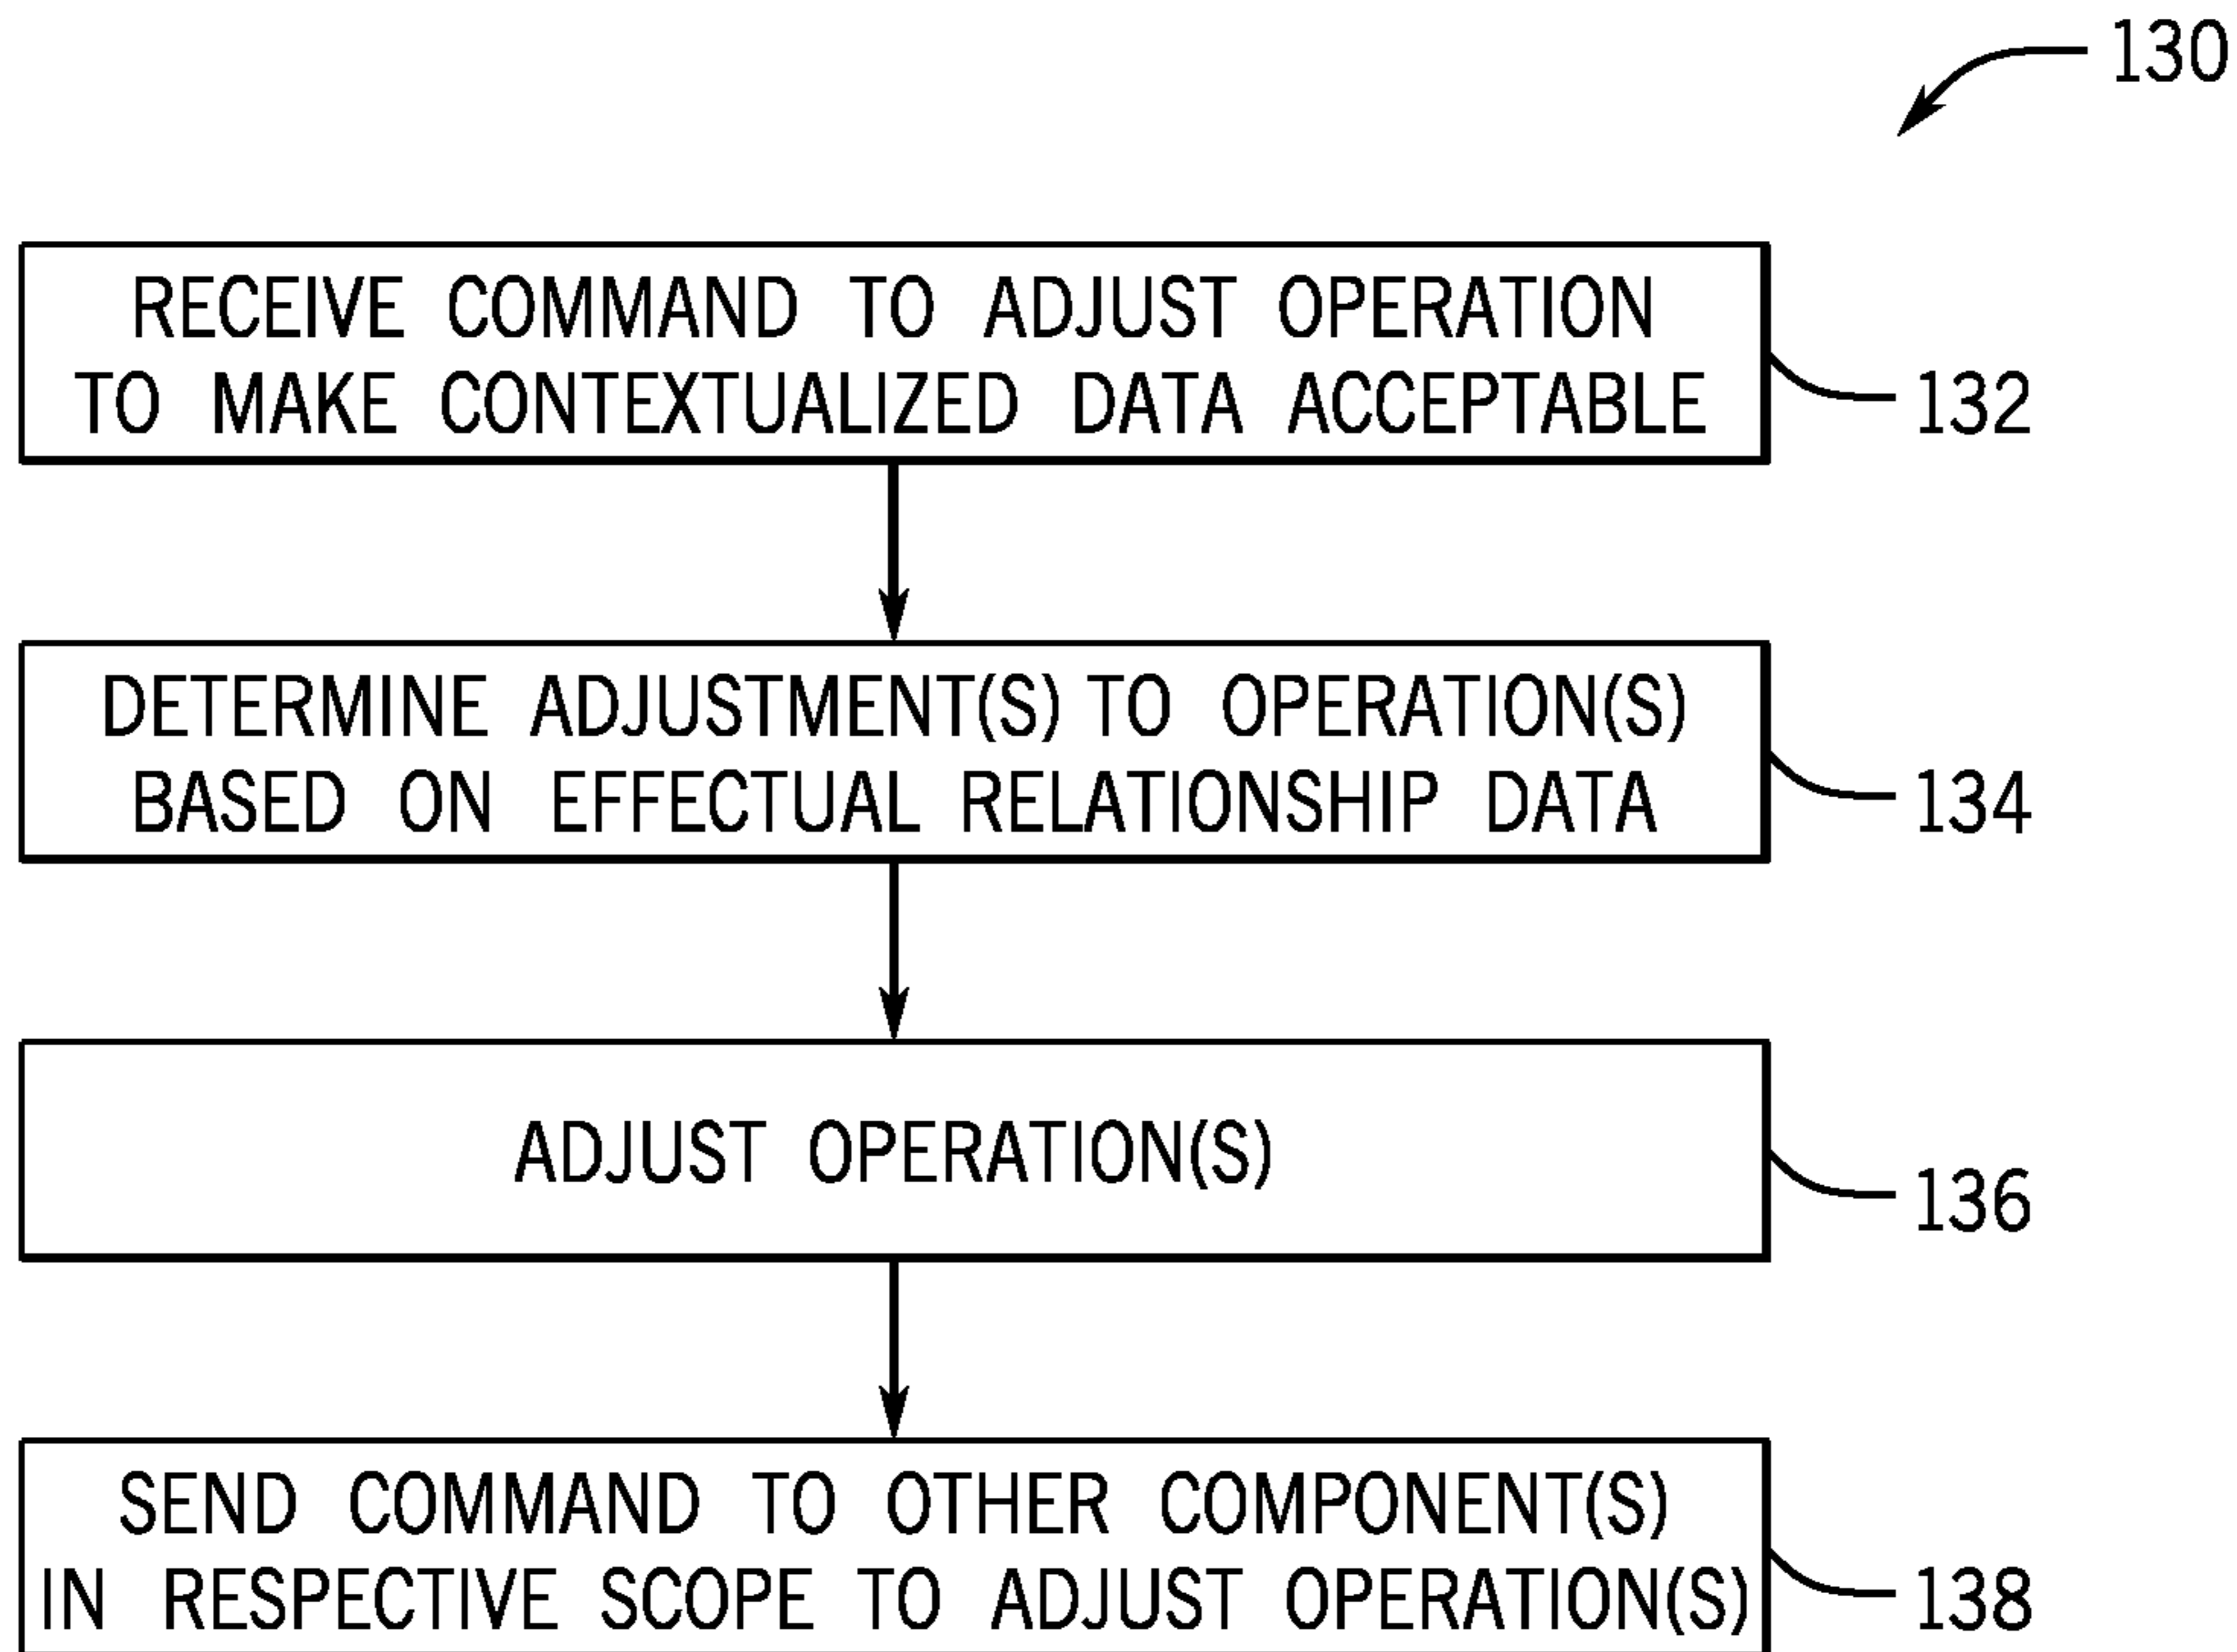 130
RECEIVE COMMAND TO ADJUST OPERATION
TO MAKE CONTEXTUALIZED DATA ACCEPTABLE
132
DETERMINE ADJUSTMENT(S) TO OPERATION(S)
BASED ON EFFECTUAL RELATIONSHIP DATA
134
ADJUST OPERATION(S)
136
SEND COMMAND TO OTHER COMPONENT(S)
IN RESPECTIVE SCOPE TO ADJUST OPERATION(S)
138